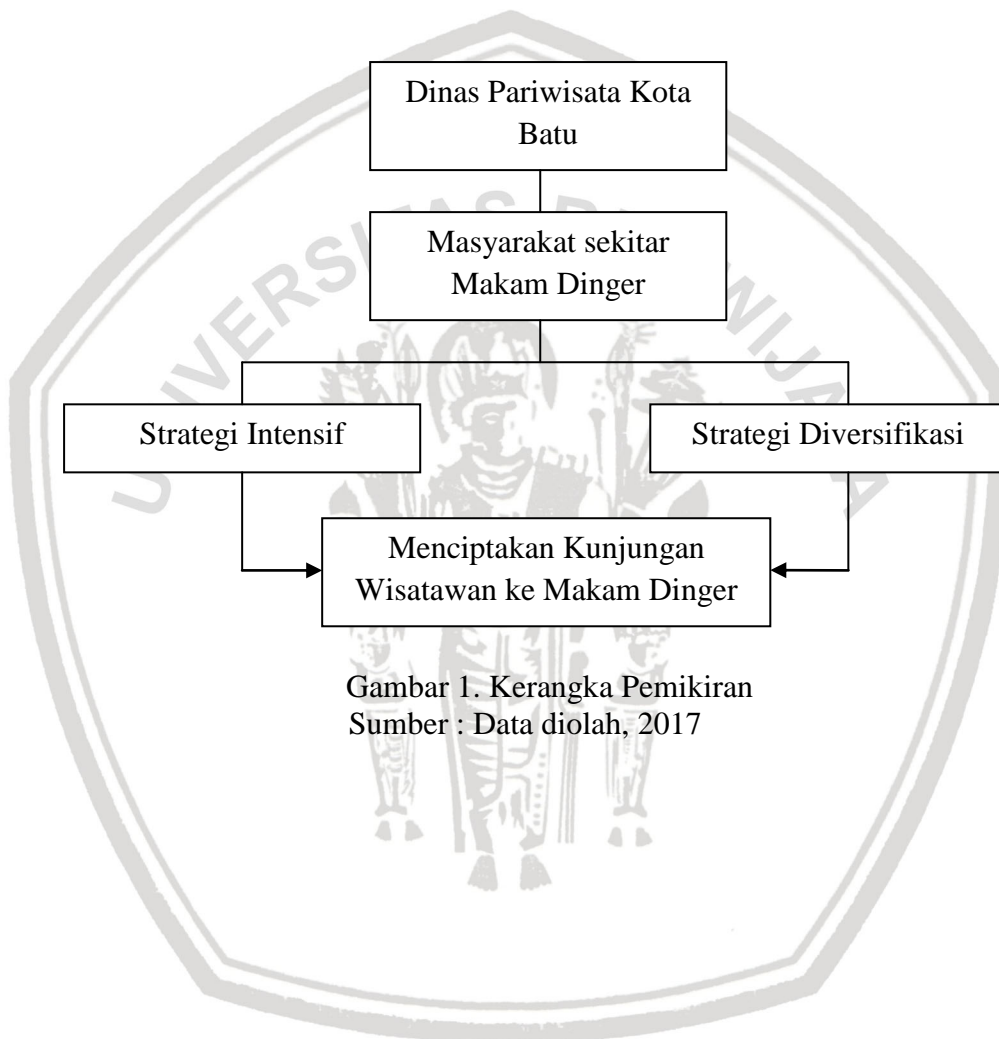 Dinas Pariwisata Kota
Batu
Masyarakat sekitar
Makam Dinger
Strategi Intensif
Strategi Diversifikasi
Menciptakan Kunjungan
Wisatawan ke Makam Dinger
Gambar 1. Kerangka Pemikiran
Sumber : Data diolah, 2017